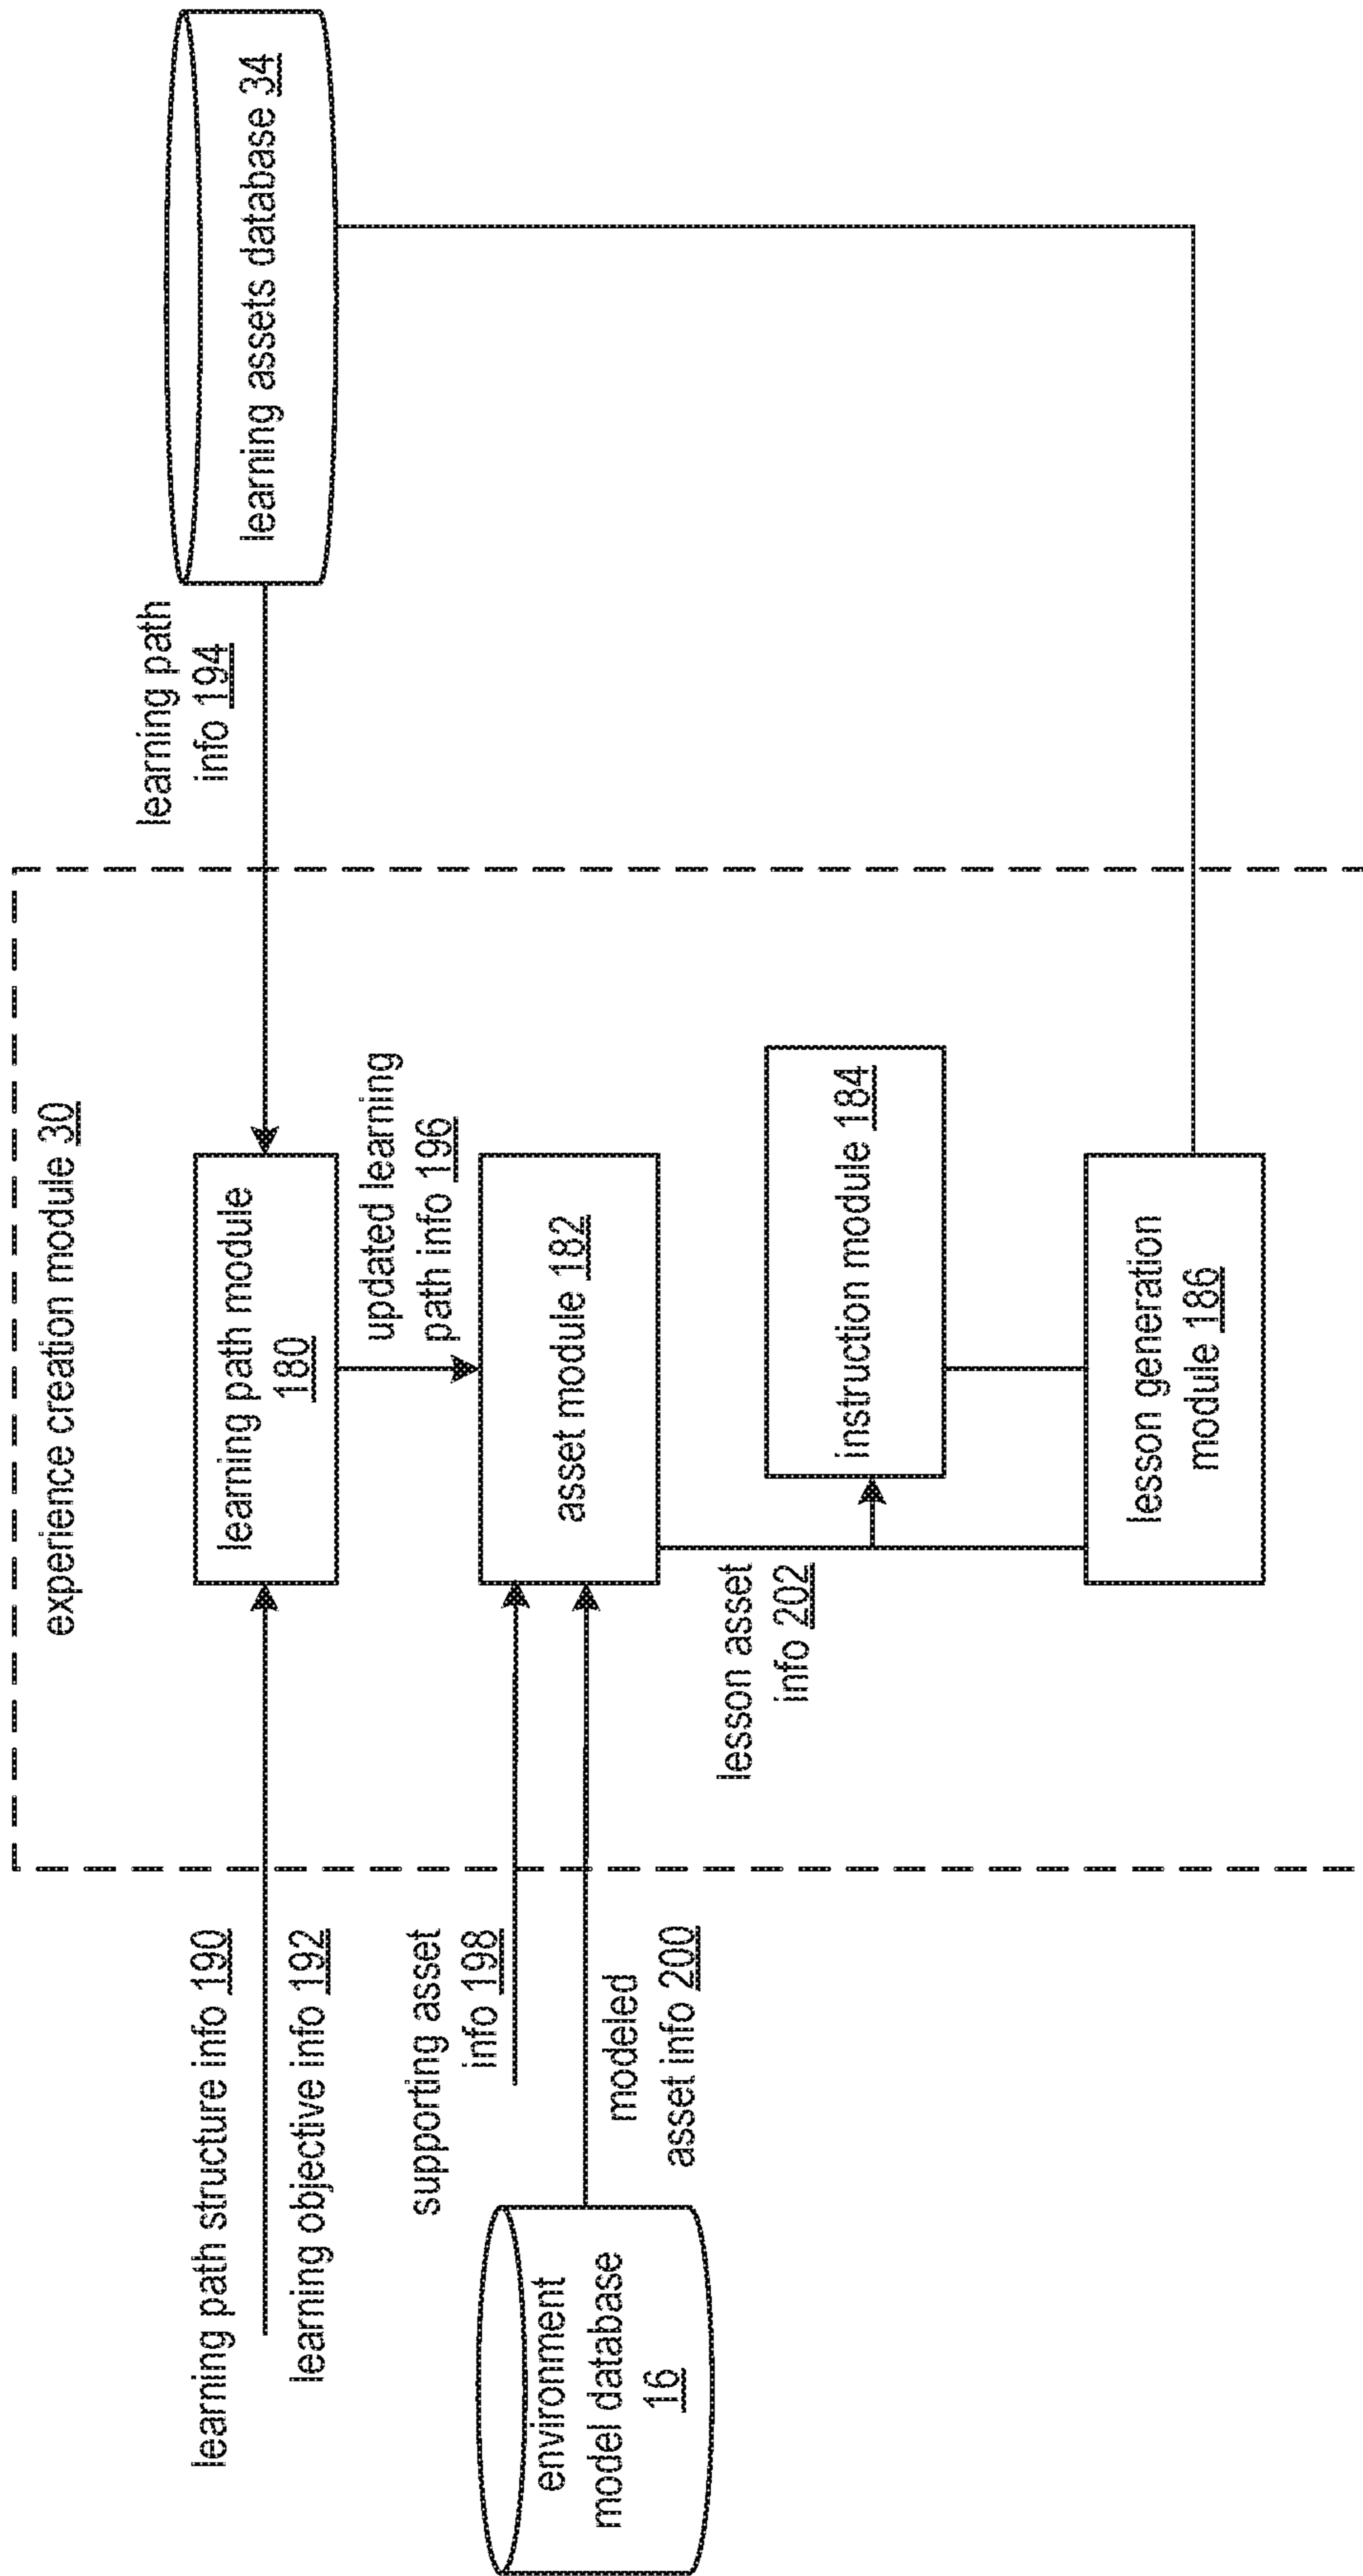 experience creation module 30
learning path structure info 190
learning objective info 192
learning path module
180
learning path
info 194
learning assets database 34
updated learning
path info 196
supporting asset
info 198
asset module 182
environment
model database
16
modeled
asset info 200
lesson asset
info 202
instruction module 184
lesson generation
module 186